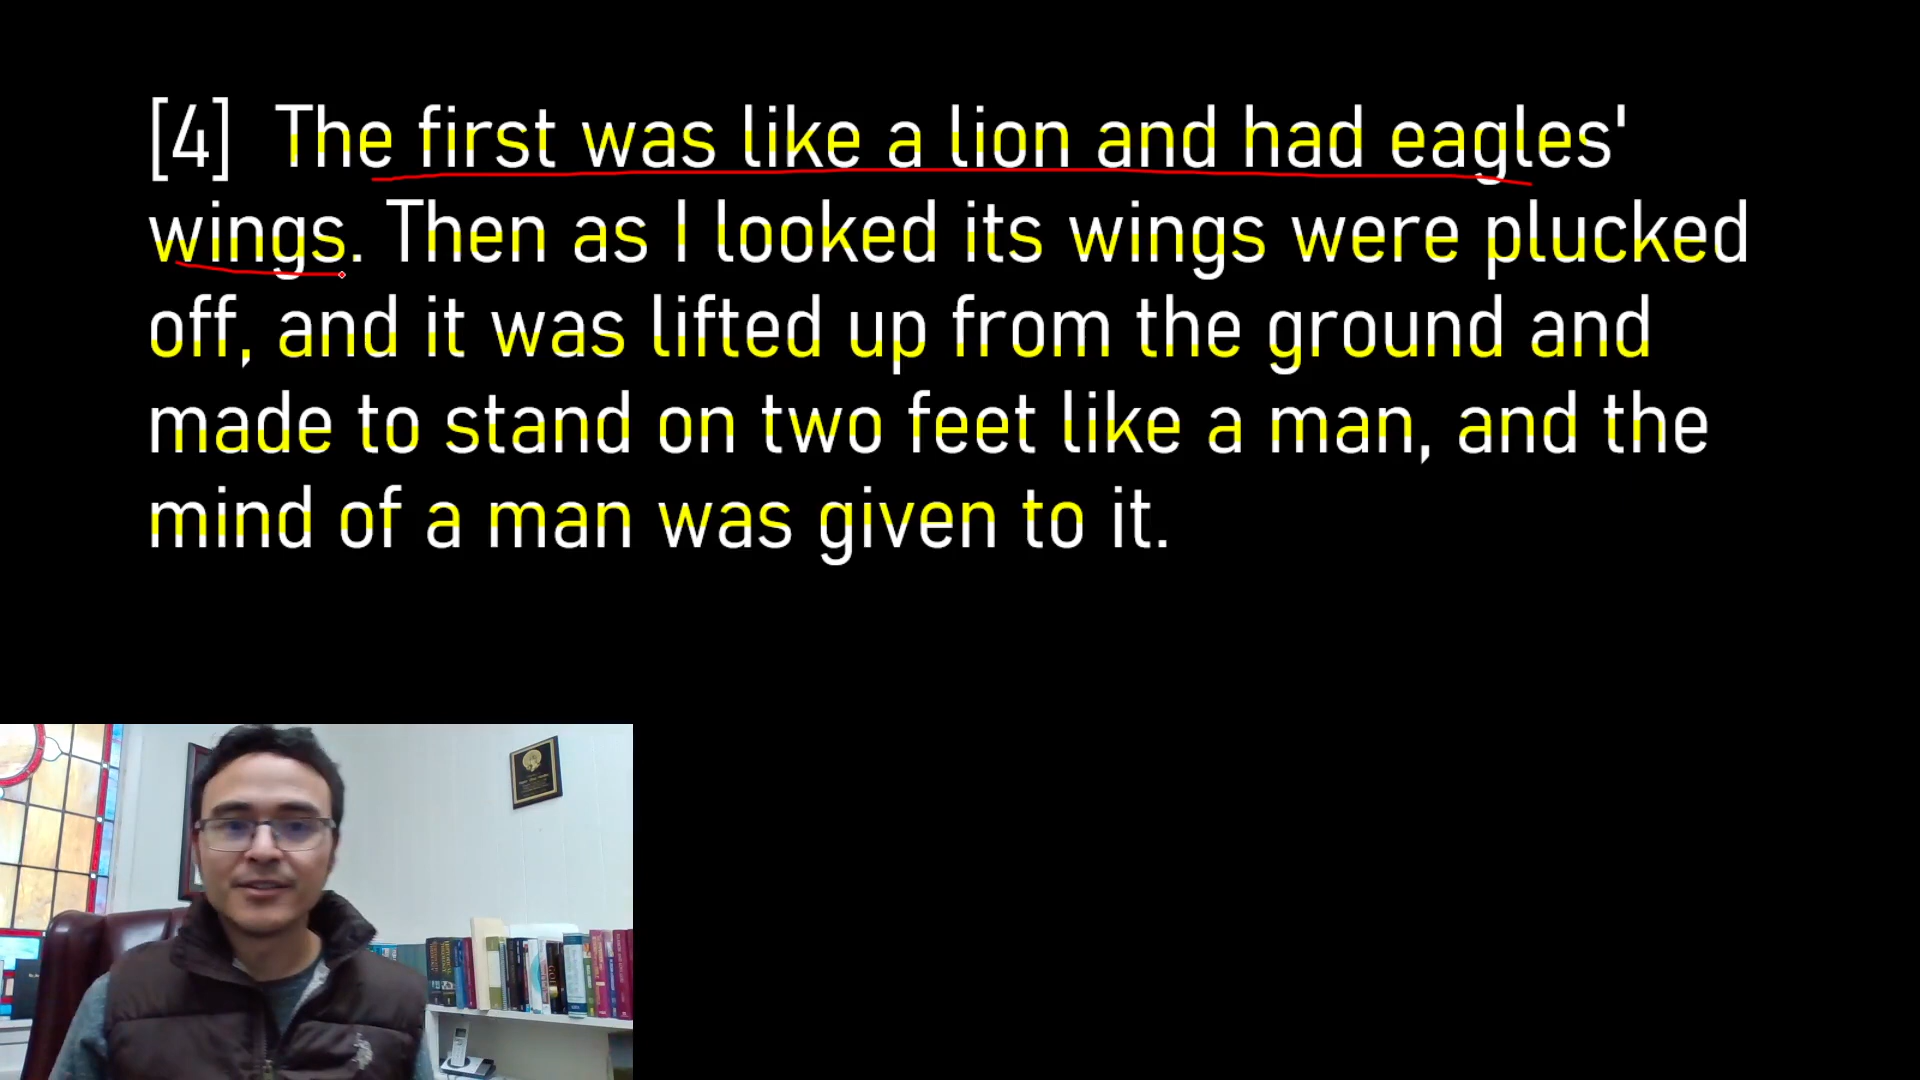 [4] The first was like a lion and had eagles'
wings. Then as I looked its wings were plucked
off, and it was lifted up from the ground and
made to stand on two feet like a man, and the
mind of a man was given to it.